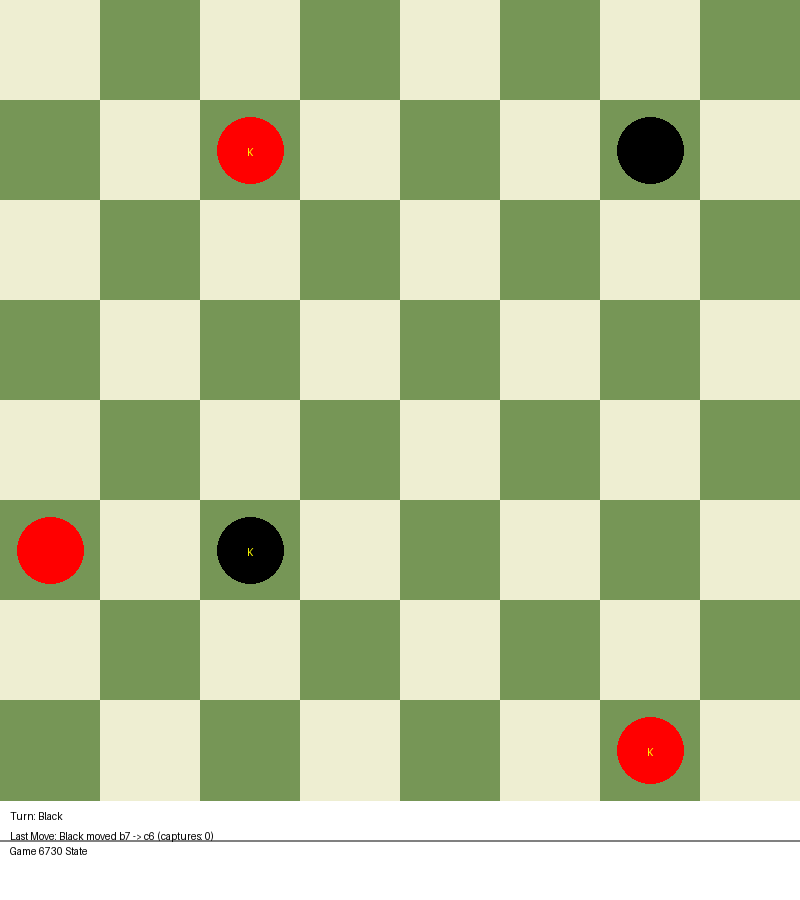 K
K
K
Turn: Black
Last Move: Black moved b7 -> c6 (captures: 0)
Game 6730 State